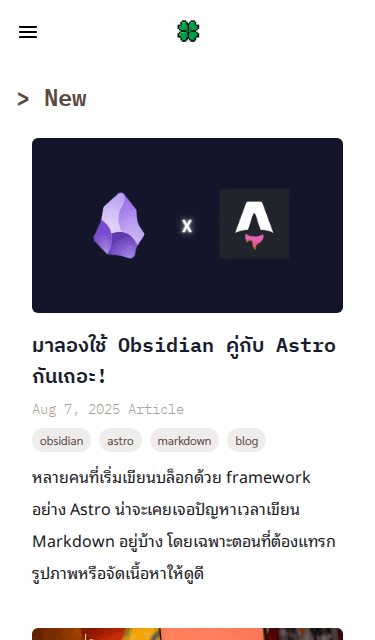 > New
X
มาลองใช้ Obsidian คู่กับ Astro
กันเถอะ!
Aug 7, 2025 Article
obsidian astro markdown blog
หลายคนที่เริ่มเขียนบล็อกด้วย framework
อย่าง Astro น่าจะเคยเจอปัญหาเวลาเขียน
Markdown อยู่บ้าง โดยเฉพาะตอนที่ต้องแทรก
รูปภาพหรือจัดเนื้อหาให้ดูดี